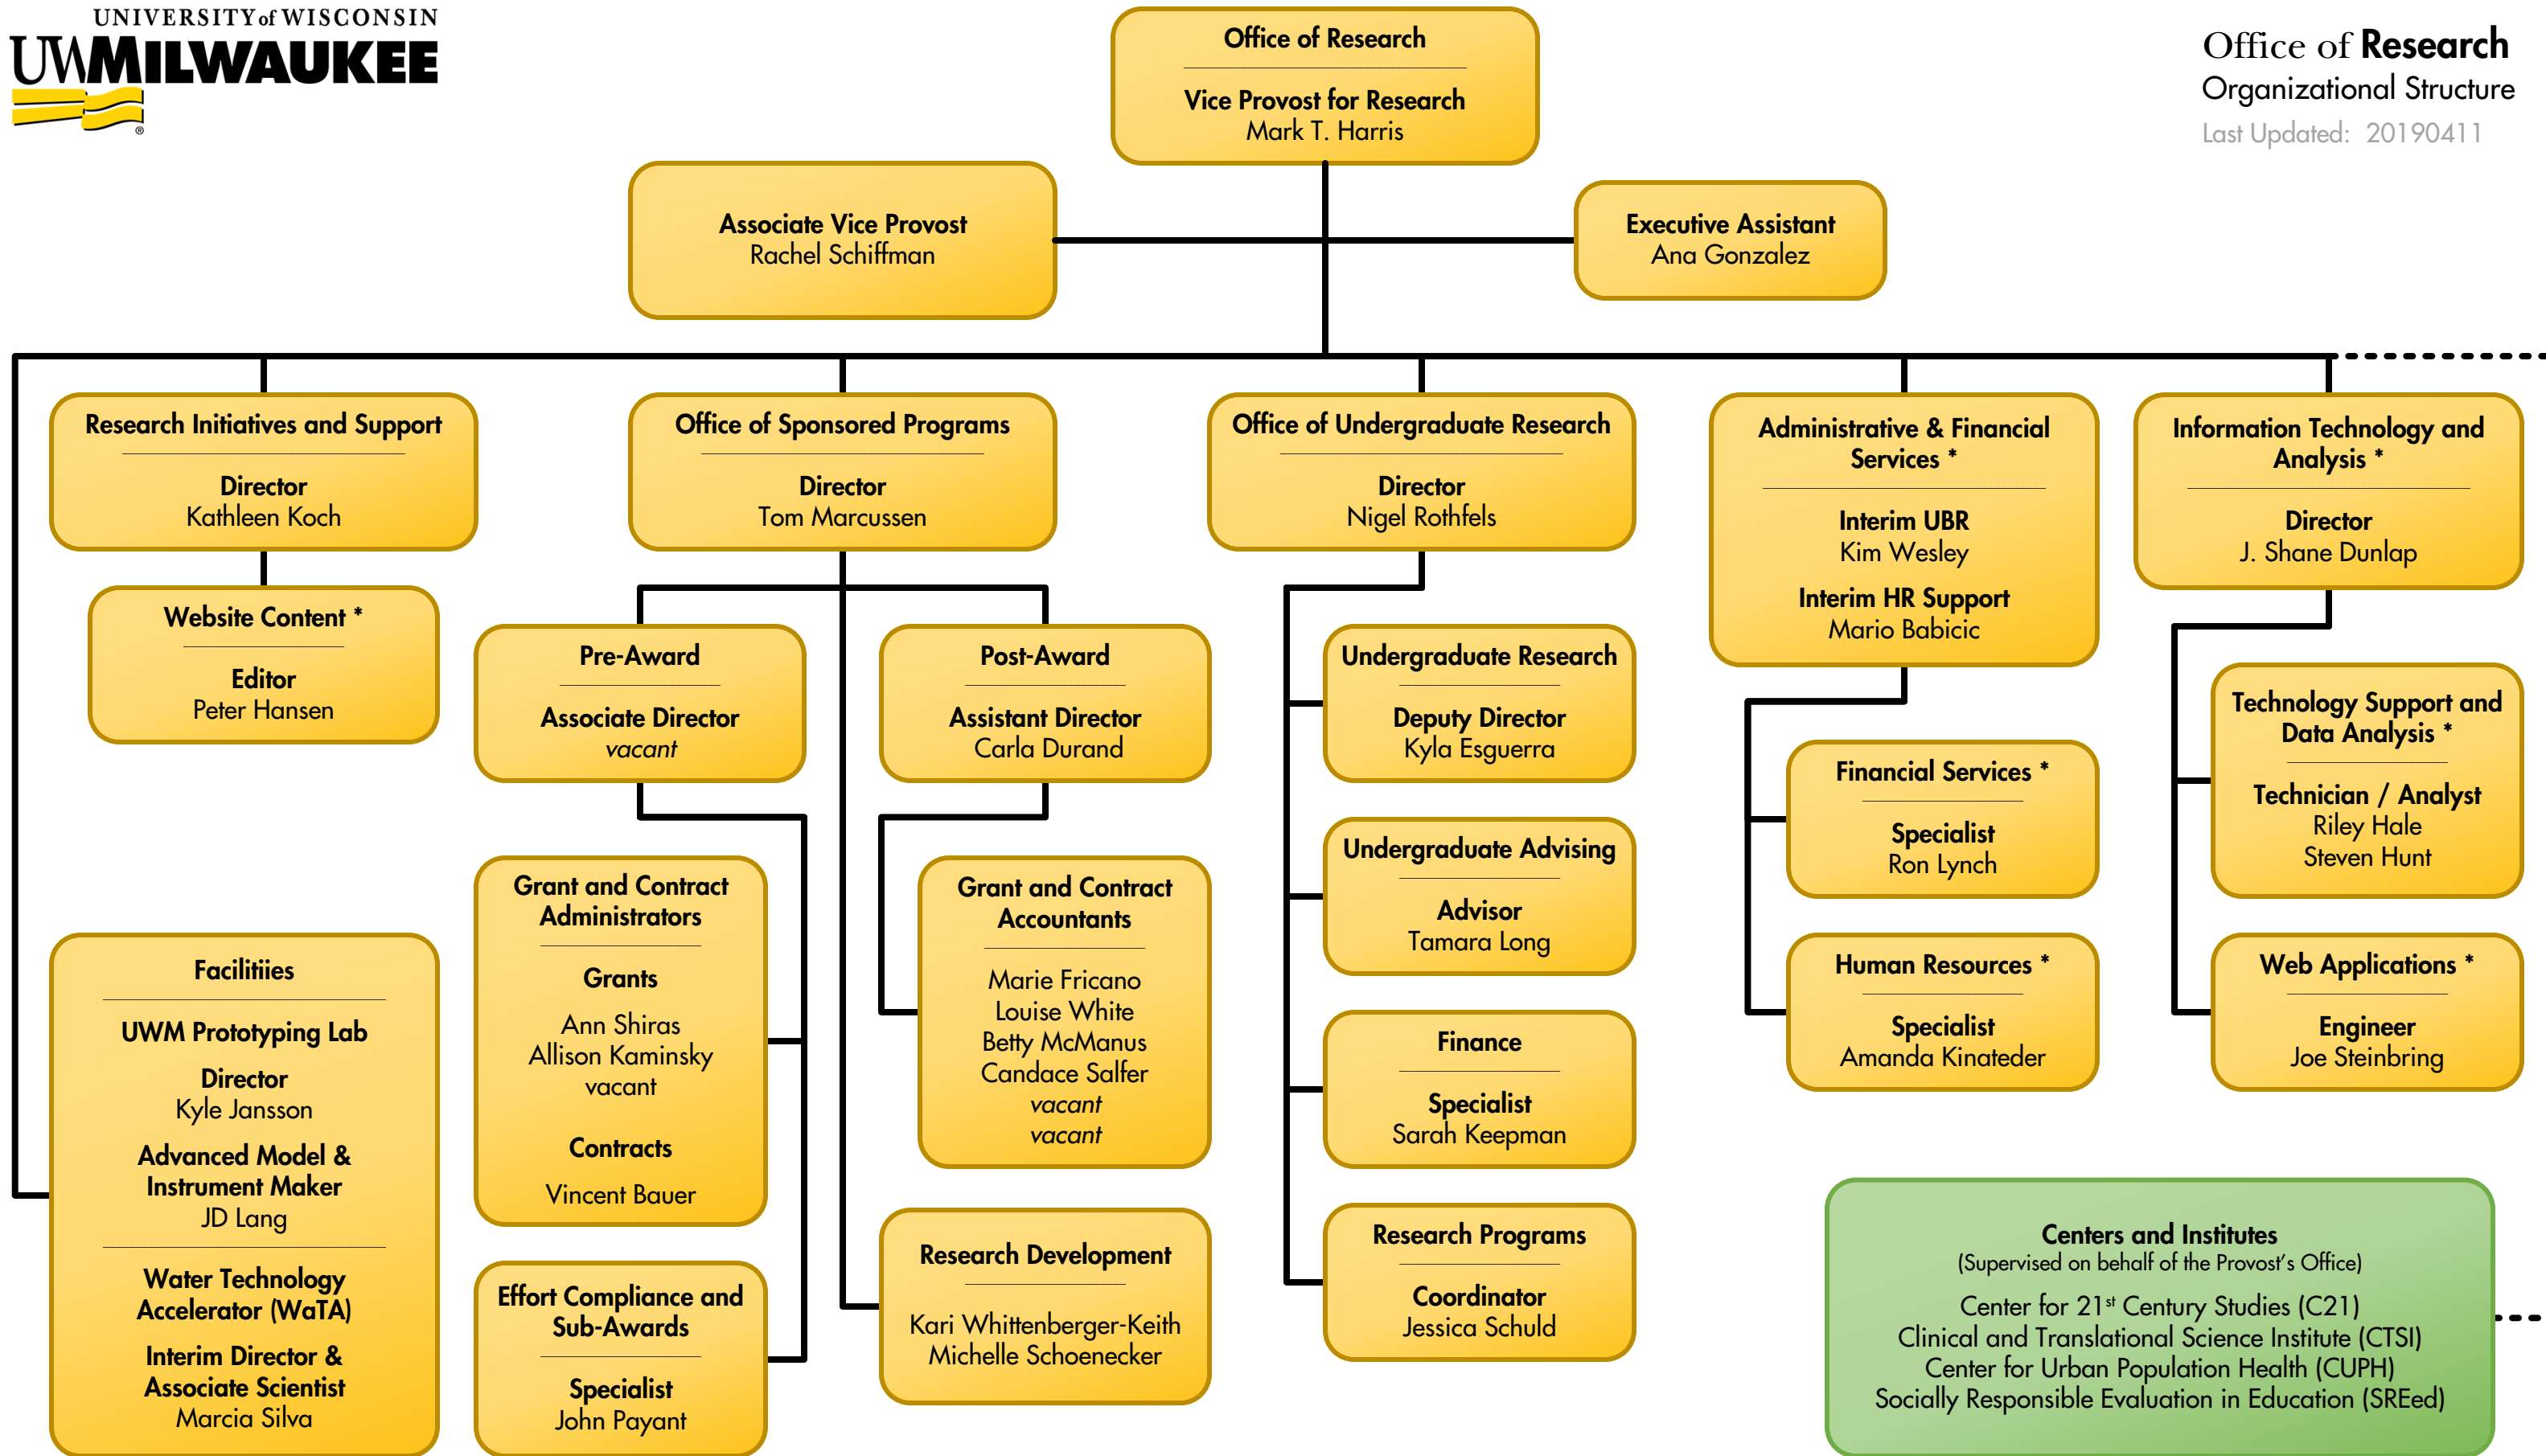 UNIVERSITY of WISCONSIN
UWMILWAUKEE
®
Office of Research
Organizational Structure
Last Updated: 20190411
Office of Research
Vice Provost for Research
Mark T. Harris
Associate Vice Provost
Rachel Schiffman
Executive Assistant
Ana Gonzalez
Research Initiatives and Support
Director
Kathleen Koch
Website Content *
Editor
Peter Hansen
Facilitiies
UWM Prototyping Lab
Director
Kyle Jansson
Advanced Model &
Instrument Maker
JD Lang
Water Technology
Accelerator (WaTA)
Interim Director &
Associate Scientist
Marcia Silva
Office of Sponsored Programs
Director
Tom Marcussen
Pre-Award
Associate Director
vacant
Grant and Contract
Administrators
Grants
Ann Shiras
Allison Kaminsky
vacant
Contracts
Vincent Bauer
Effort Compliance and
Sub-Awards
Specialist
John Payant
Post-Award
Assistant Director
Carla Durand
Grant and Contract
Accountants
Marie Fricano
Louise White
Betty McManus
Candace Salfer
vacant
vacant
Research Development
Kari Whittenberger-Keith
Michelle Schoenecker
Office of Undergraduate Research
Director
Nigel Rothfels
Undergraduate Research
Deputy Director
Kyla Esguerra
Undergraduate Advising
Advisor
Tamara Long
Finance
Specialist
Sarah Keepman
Research Programs
Coordinator
Jessica Schuld
Administrative & Financial
Services *
Interim UBR
Kim Wesley
Interim HR Support
Mario Babicic
Financial Services *
Specialist
Ron Lynch
Human Resources *
Specialist
Amanda Kinateder
Information Technology and
Analysis *
Director
J. Shane Dunlap
Technology Support and
Data Analysis *
Technician / Analyst
Riley Hale
Steven Hunt
Web Applications *
Engineer
Joe Steinbring
Centers and Institutes
(Supervised on behalf of the Provost's Office)
Center for 21st Century Studies (C21)
Clinical and Translational Science Institute (CTSI)
Center for Urban Population Health (CUPH)
Socially Responsible Evaluation in Education (SREed)